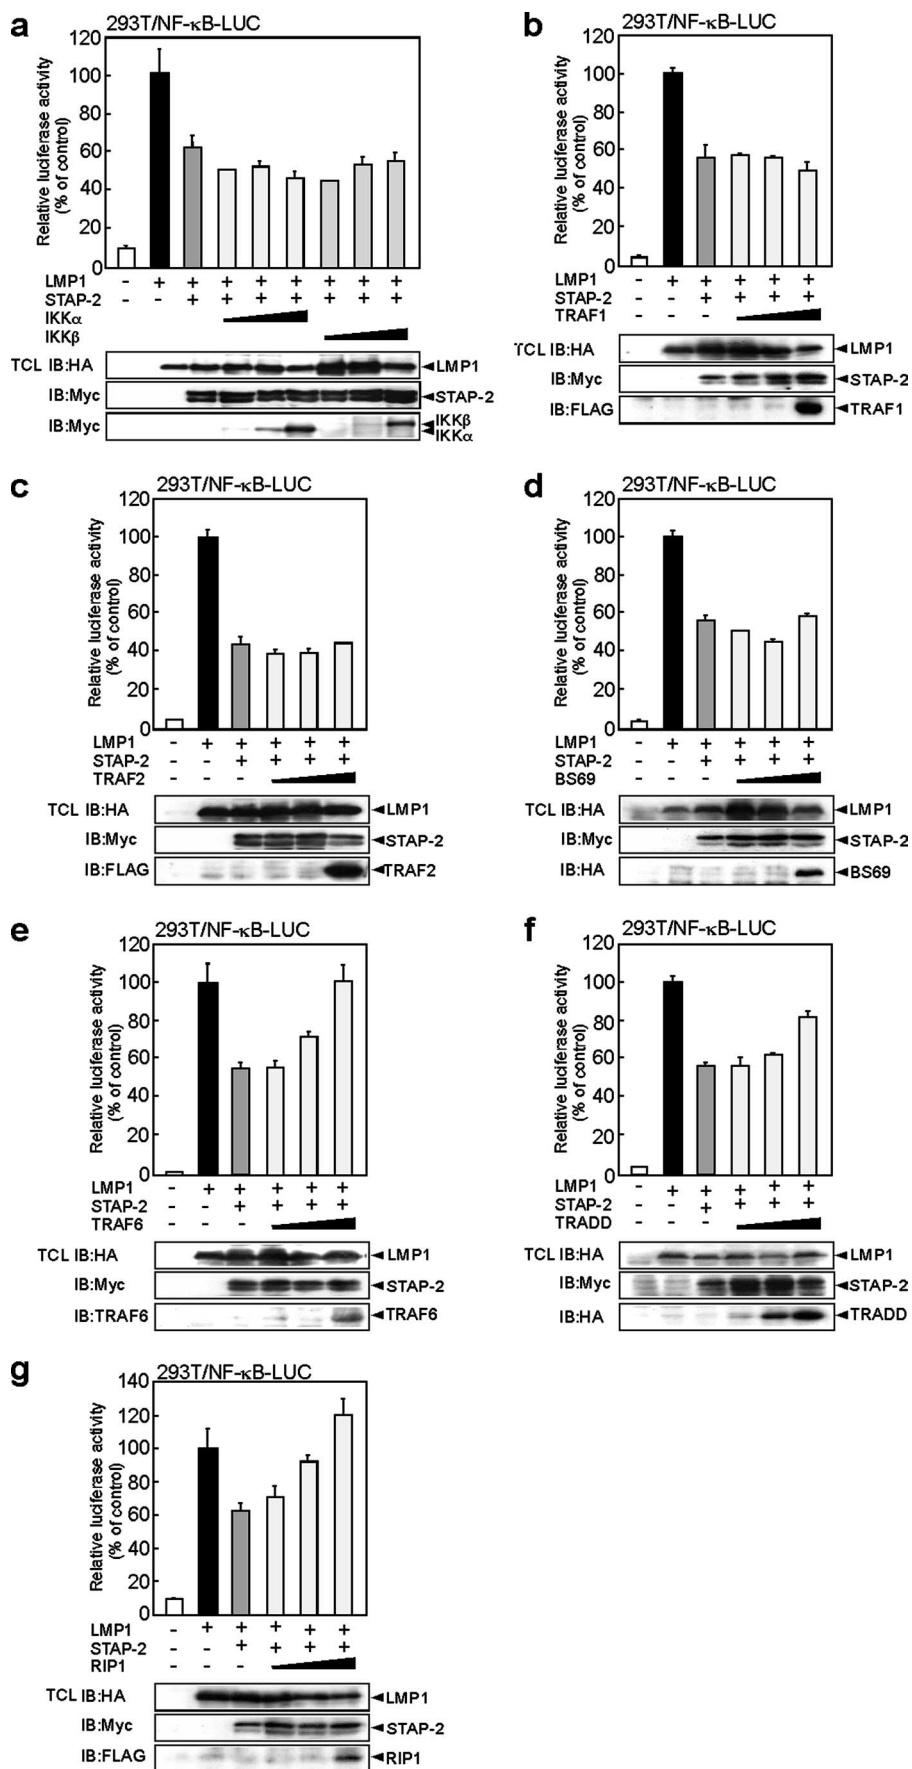 a
293T/NF-κB-LUC
Relative luciferase activity
(% of control)
120
100
80
60
40
20
0
LMP1 - + + + + + + + +
STAP-2 - - + + + + + + +
IKKα - - -
IKKβ - - -
TCL IB:HA LMP1
IB:Myc STAP-2
IB:Myc IKKβ
IKKα
b
293T/NF-κB-LUC
Relative luciferase activity
(% of control)
120
100
80
60
40
20
0
LMP1 - + + + + +
STAP-2 - - + + + +
TRAF1 - - -
TCL IB:HA LMP1
IB:Myc STAP-2
IB:FLAG TRAF1
c
293T/NF-κB-LUC
Relative luciferase activity
(% of control)
120
100
80
60
40
20
0
LMP1 - + + + + +
STAP-2 - - + + + +
TRAF2 - - -
TCL IB:HA LMP1
IB:Myc STAP-2
IB:FLAG TRAF2
d
293T/NF-κB-LUC
Relative luciferase activity
(% of control)
120
100
80
60
40
20
0
LMP1 - + + + + +
STAP-2 - - + + + +
BS69 - - -
TCL IB:HA LMP1
IB:Myc STAP-2
IB:HA BS69
e
293T/NF-κB-LUC
Relative luciferase activity
(% of control)
120
100
80
60
40
20
0
LMP1 - + + + + +
STAP-2 - - + + + +
TRAF6 - - -
TCL IB:HA LMP1
IB:Myc STAP-2
IB:TRAF6 TRAF6
f
293T/NF-κB-LUC
Relative luciferase activity
(% of control)
120
100
80
60
40
20
0
LMP1 - + + + + +
STAP-2 - - + + + +
TRADD - - -
TCL IB:HA LMP1
IB:Myc STAP-2
IB:HA TRADD
g
293T/NF-κB-LUC
Relative luciferase activity
(% of control)
140
120
100
80
60
40
20
0
LMP1 - + + + + +
STAP-2 - - + + + +
RIP1 - - -
TCL IB:HA LMP1
IB:Myc STAP-2
IB:FLAG RIP1